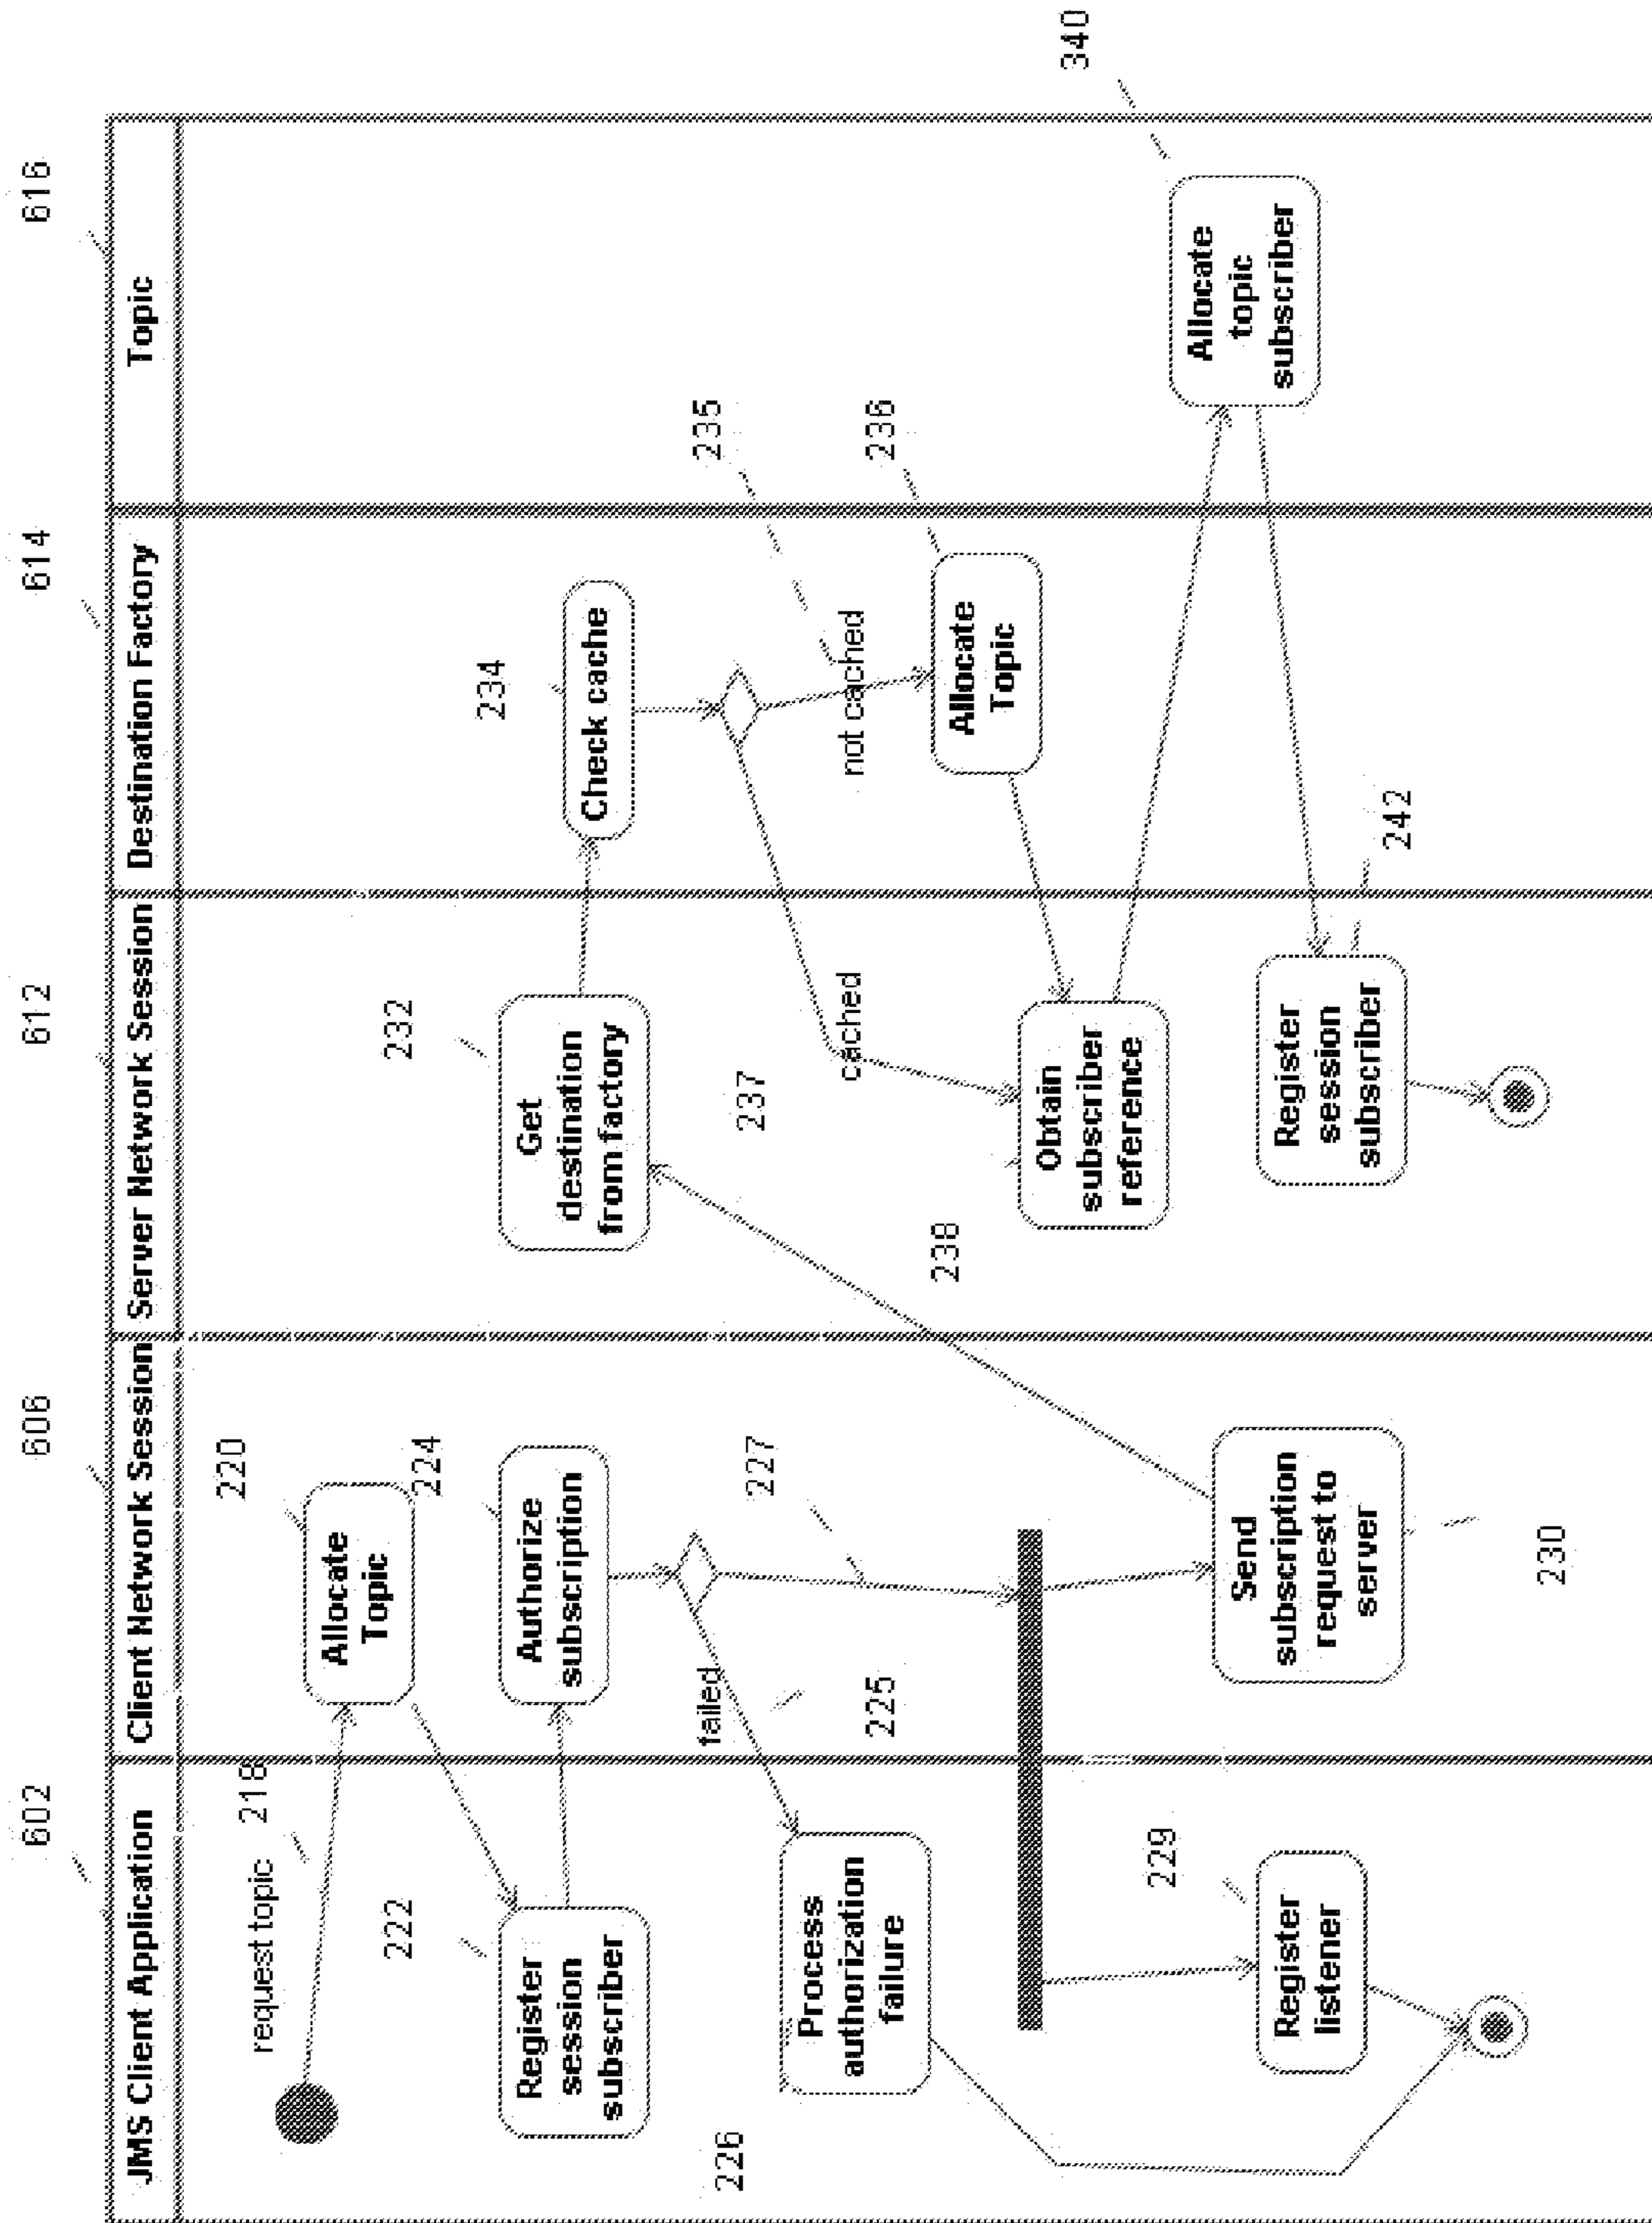 602
606
612
614
616
JMS Client Application
Client Network Session
Server Network Session
Destination Factory
Topic
request topic
218
220
Allocate
Topic
222
Register
session
subscriber
224
Authorize
subscription
failed
225
226
Process
authorization
failure
227
229
Register
listener
230
Send
subscription
request to
server
232
Get
destination
from factory
234
Check cache
235
not cached
236
Allocate
Topic
237
cached
238
Obtain
subscriber
reference
340
Allocate
topic
subscriber
242
Register
session
subscriber